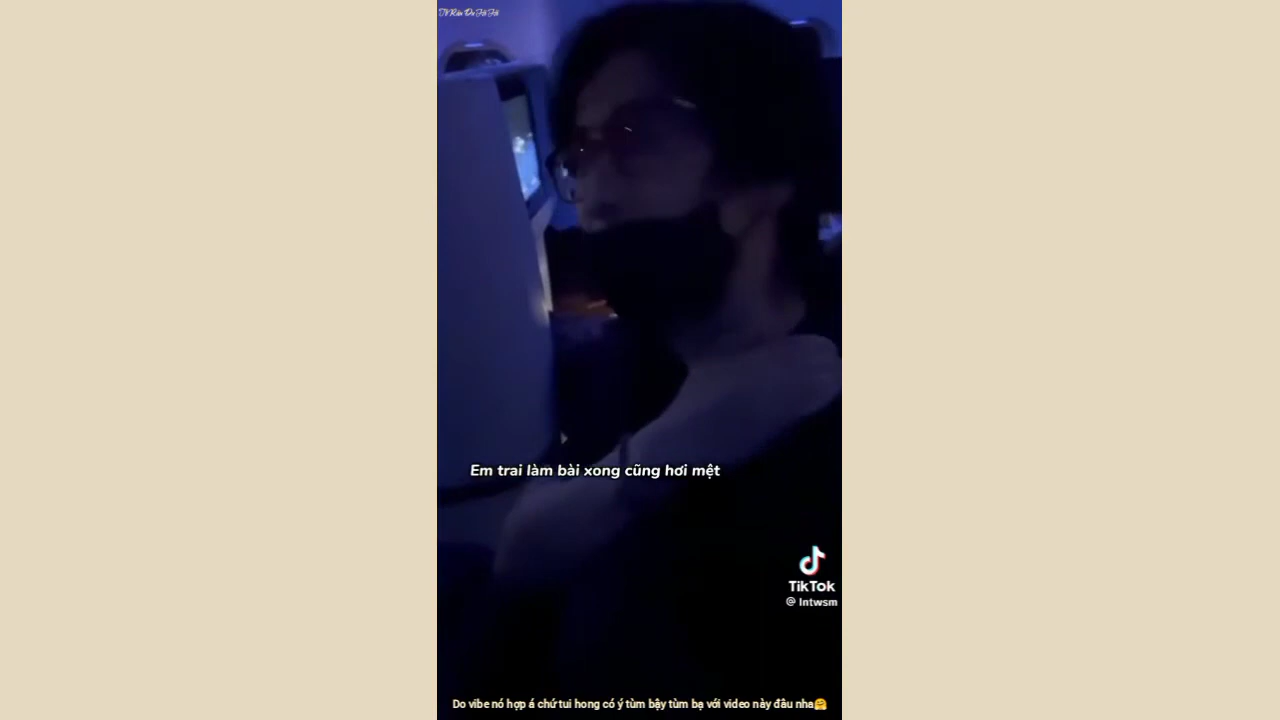 Em trai làm bài xong cũng hơi mệt
TikTok
@ lntwsm
Do vibe nó hợp á chứ tui hong có ý tùm bậy tùm bạ với video này đâu nha🤗